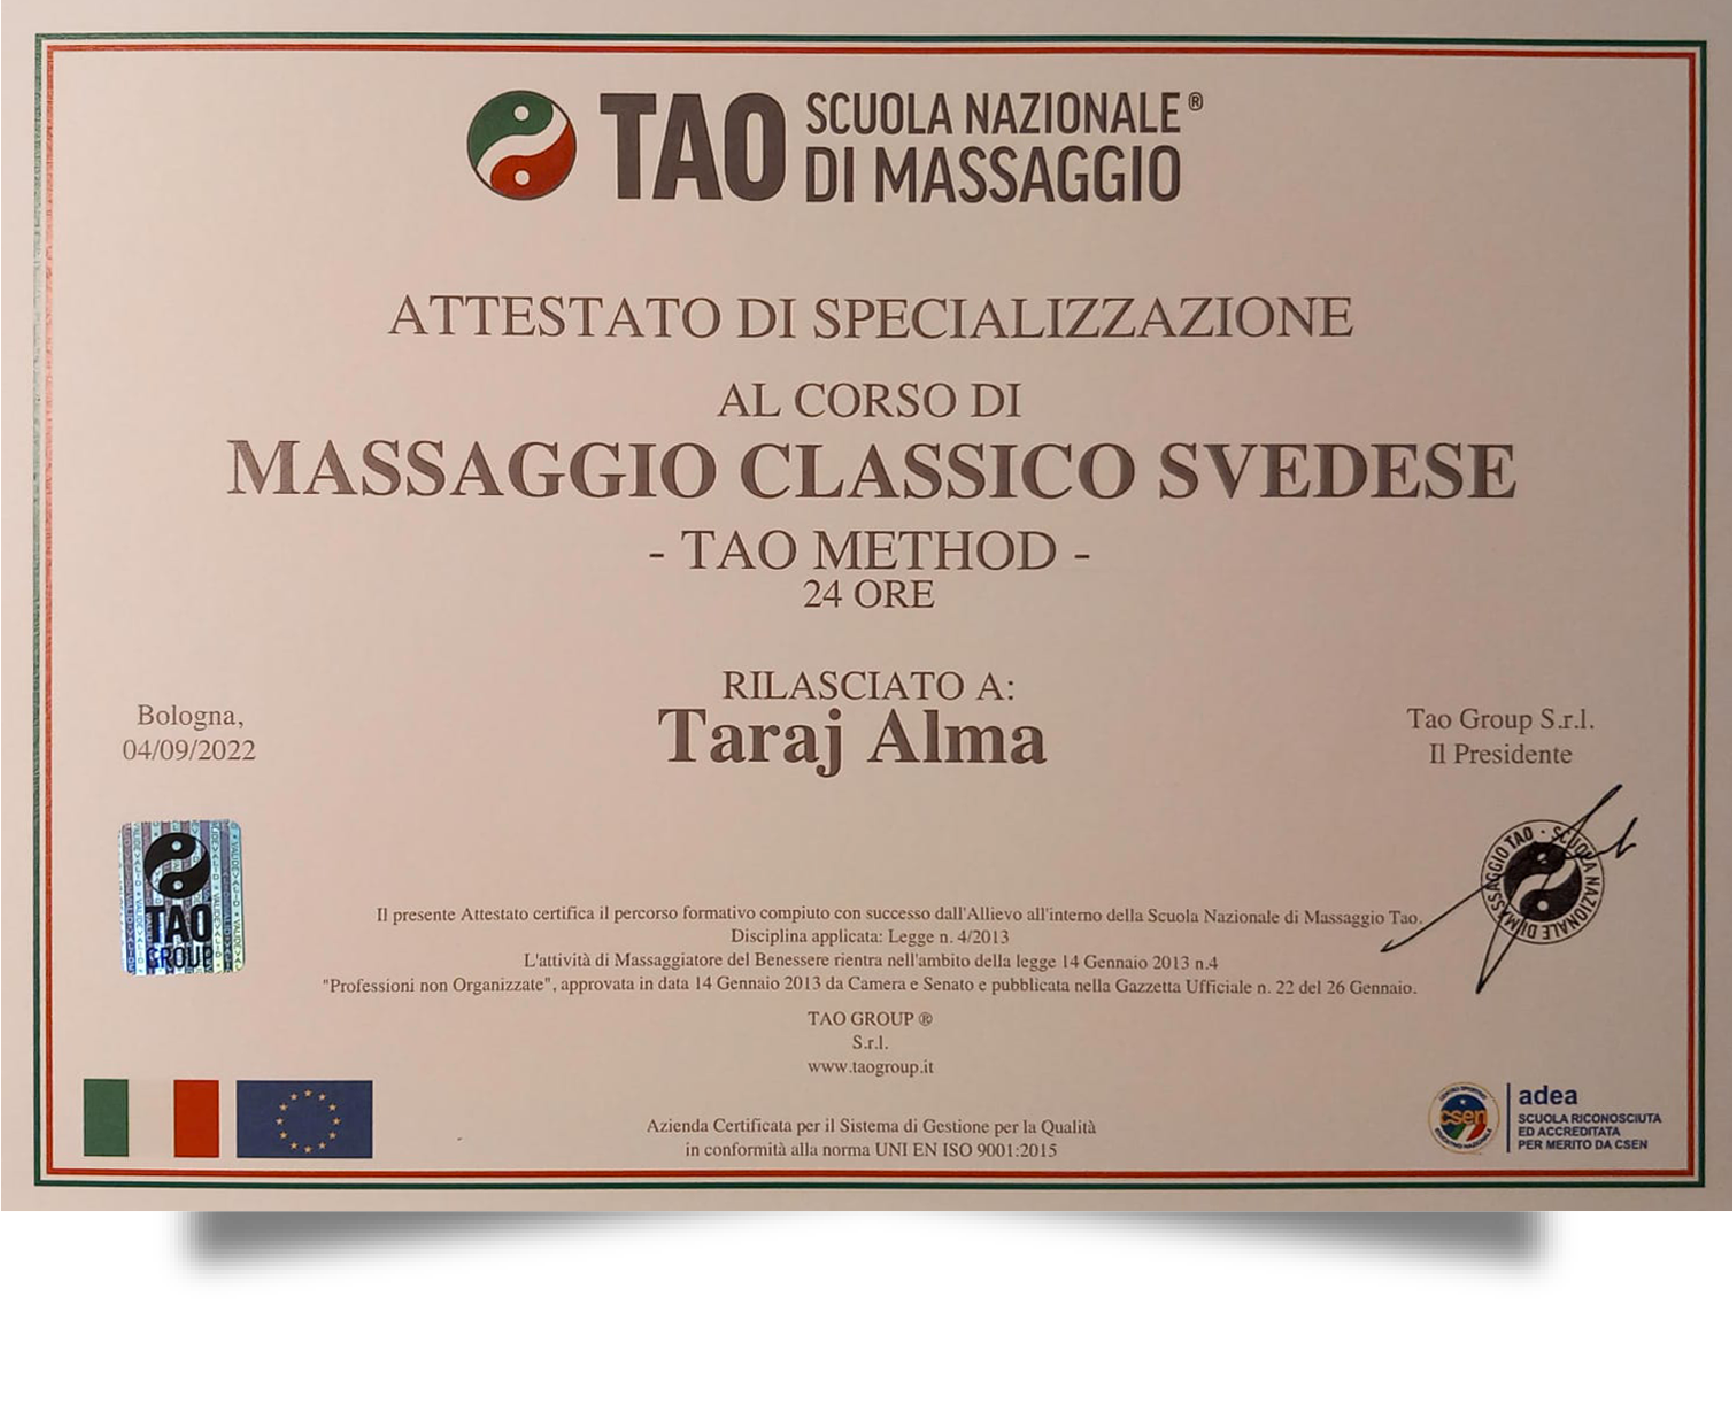 TAO SCUOLA NAZIONALE®
DI MASSAGGIO
ATTESTATO DI SPECIALIZZAZIONE
AL CORSO DI
MASSAGGIO CLASSICO SVEDESE
- TAO METHOD -
24 ORE
RILASCIATO A:
Taraj Alma
Bologna,
04/09/2022
Tao Group S.r.l.
Il Presidente
TAO
GROUP
SCUOLA NAZIONALE DI MASSAGGIO TAO
Il presente Attestato certifica il percorso formativo compiuto con successo dall'Allievo all'interno della Scuola Nazionale di Massaggio Tao.
Disciplina applicata: Legge n. 4/2013
L'attività di Massaggiatore del Benessere rientra nell'ambito della legge 14 Gennaio 2013 n.4
"Professioni non Organizzate", approvata in data 14 Gennaio 2013 da Camera e Senato e pubblicata nella Gazzetta Ufficiale n. 22 del 26 Gennaio.
TAO GROUP ®
S.r.l.
www.taogroup.it
Azienda Certificata per il Sistema di Gestione per la Qualità
in conformità alla norma UNI EN ISO 9001:2015
csen
adea
SCUOLA RICONOSCIUTA
ED ACCREDITATA
PER MERITO DA CSEN